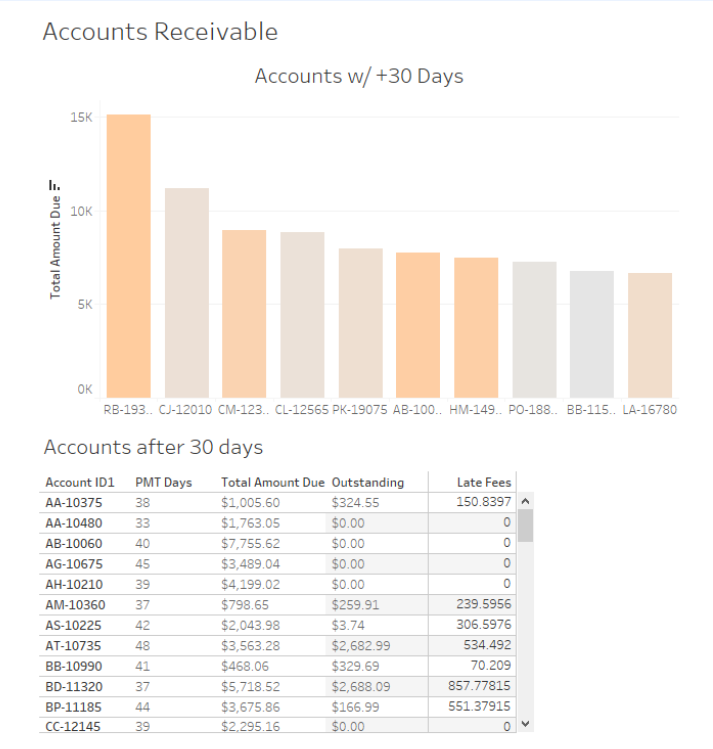 Accounts Receivable
Accounts w/ +30 Days
Total Amount Due
15K
10K
5K
0K
RB-193.. CJ-12010 CM-123.. CL-12565 PK-19075 AB-100.. HM-149.. PO-188.. BB-115.. LA-16780
Accounts after 30 days
Account ID1 PMT Days Total Amount Due Outstanding Late Fees
AA-10375 38 $1,005.60 $324.55 150.8397
AA-10480 33 $1,763.05 $0.00 0
AB-10060 40 $7,755.62 $0.00 0
AG-10675 45 $3,489.04 $0.00 0
AH-10210 39 $4,199.02 $0.00 0
AM-10360 37 $798.65 $259.91 239.5956
AS-10225 42 $2,043.98 $3.74 306.5976
AT-10735 48 $3,563.28 $2,682.99 534.492
BB-10990 41 $468.06 $329.69 70.209
BD-11320 37 $5,718.52 $2,688.09 857.77815
BP-11185 44 $3,675.86 $166.99 551.37915
CC-12145 39 $2,295.16 $0.00 0